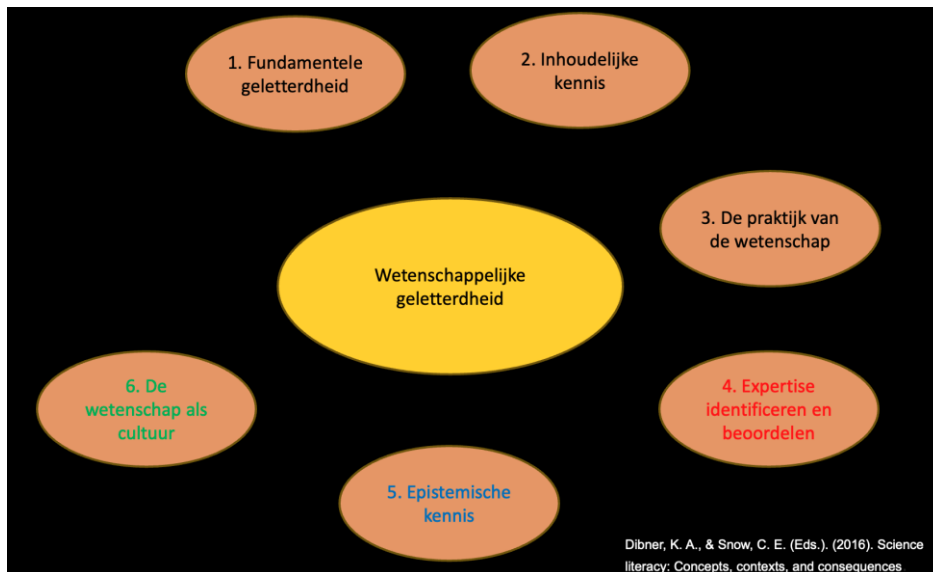 1. Fundamentele
geletterdheid
2. Inhoudelijke
kennis
3. De praktijk van
de wetenschap
Wetenschappelijke
geletterdheid
4. Expertise
identificeren en
beoordelen
5. Epistemische
kennis
6. De
wetenschap als
cultuur
Dibner, K. A., & Snow, C. E. (Eds.). (2016). Science
literacy: Concepts, contexts, and consequences